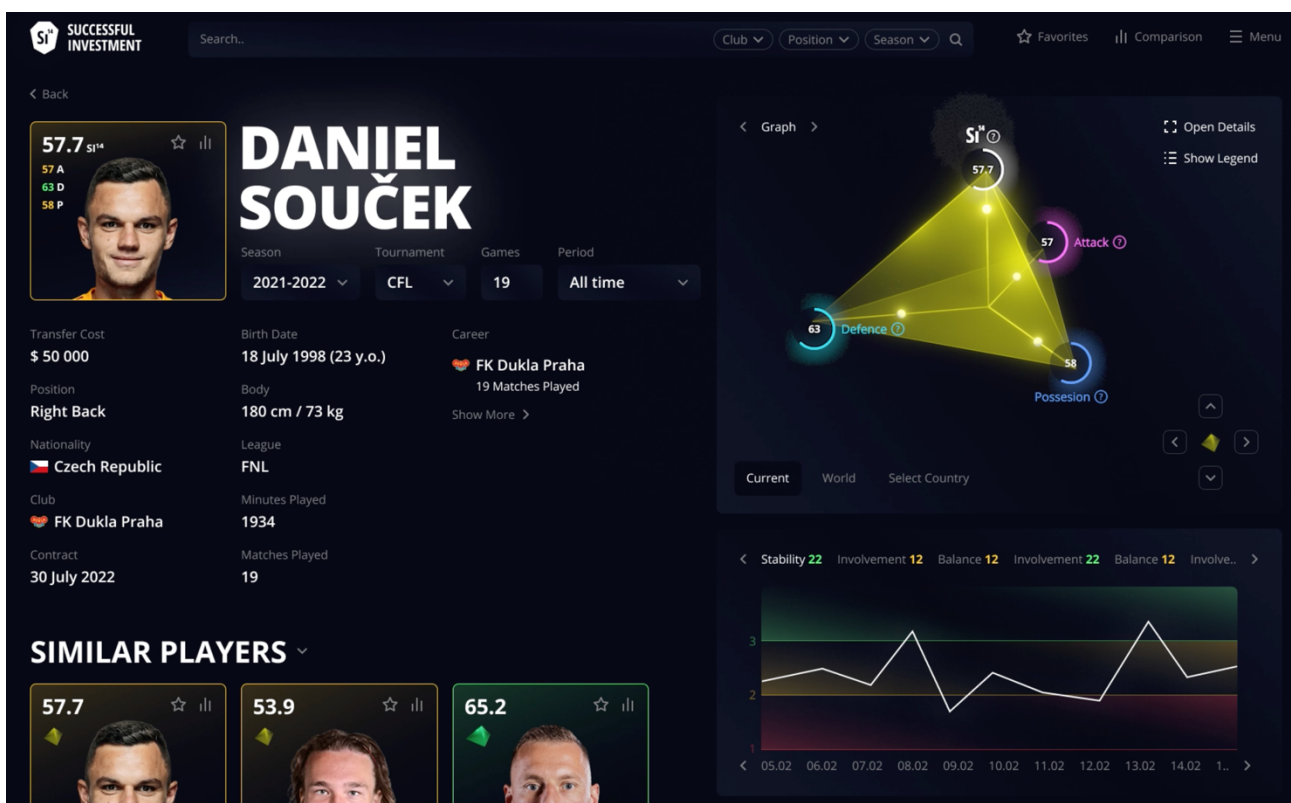 Si¹⁴ SUCCESSFUL
INVESTMENT
Search..
Club Position Season
Favorites Comparison Menu
Back
57.7 SI¹⁴
57 A
63 D
58 P
DANIEL
SOUČEK
Season Tournament Games Period
2021-2022 CFL 19 All time
Transfer Cost
$ 50 000
Birth Date
18 July 1998 (23 y.o.)
Career
FK Dukla Praha
19 Matches Played
Show More
Position
Right Back
Body
180 cm / 73 kg
Nationality
Czech Republic
League
FNL
Club
FK Dukla Praha
Minutes Played
1934
Contract
30 July 2022
Matches Played
19
Graph
Open Details
Show Legend
Si¹⁴
57.7
57 Attack
63 Defence
58
Possesion
Current World Select Country
Stability 22 Involvement 12 Balance 12 Involvement 22 Balance 12 Involve..
3
2
1
05.02 06.02 07.02 08.02 09.02 10.02 11.02 12.02 13.02 14.02 1..
SIMILAR PLAYERS
57.7 53.9 65.2